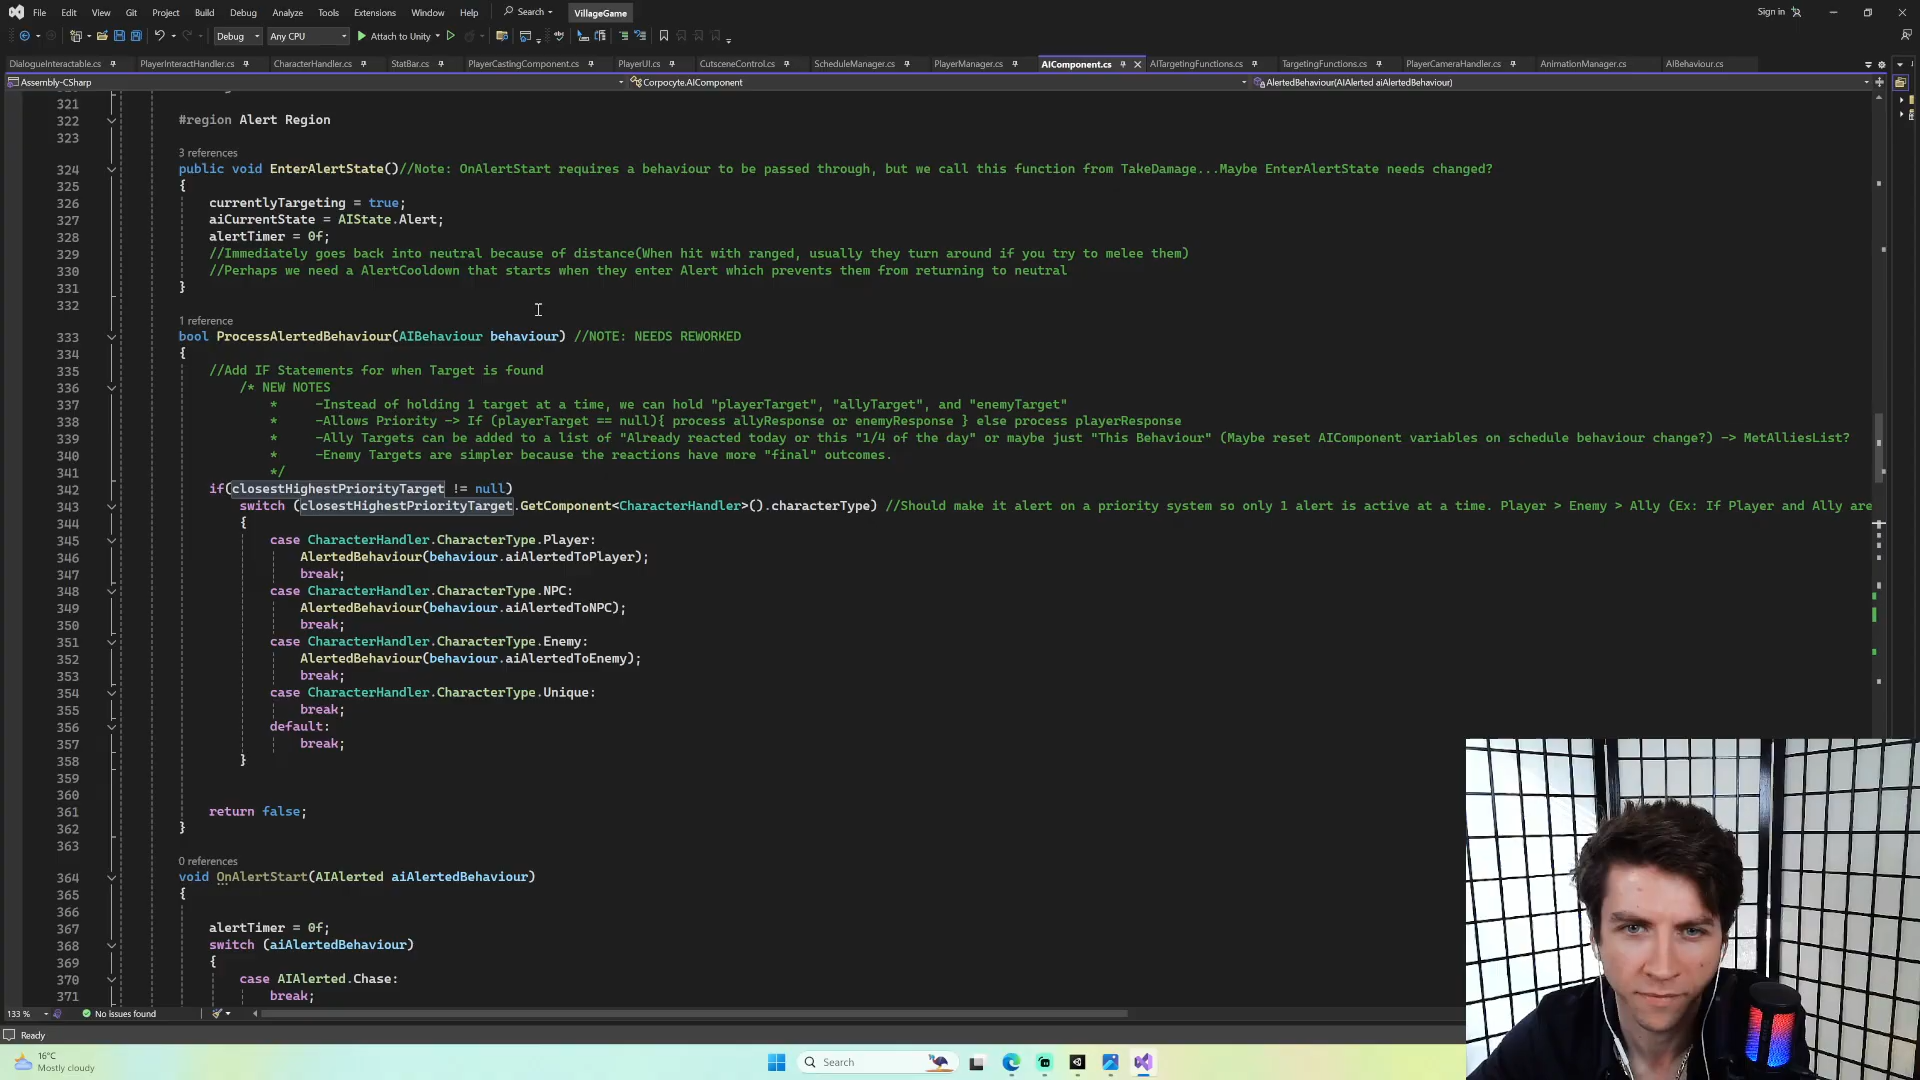 File Edit View Git Project Build Debug Analyze Tools Extensions Window Help Search VillageGame Sign in
Debug Any CPU Attach to Unity
DialogueInteractable.cs PlayerInteractHandler.cs CharacterHandler.cs StatBar.cs PlayerCastingComponent.cs PlayerUI.cs CutsceneControl.cs ScheduleManager.cs PlayerManager.cs AIComponent.cs AITargetingFunctions.cs TargetingFunctions.cs PlayerCameraHandler.cs AnimationManager.cs AIBehaviour.cs
Assembly-CSharp Corpocyte.AIComponent AlertedBehaviour(AIAlerted aiAlertedBehaviour)
321
322 #region Alert Region
323
3 references
324 public void EnterAlertState()//Note: OnAlertStart requires a behaviour to be passed through, but we call this function from TakeDamage...Maybe EnterAlertState needs changed?
325 {
326 currentlyTargeting = true;
327 aiCurrentState = AIState.Alert;
328 alertTimer = 0f;
329 //Immediately goes back into neutral because of distance(When hit with ranged, usually they turn around if you try to melee them)
330 //Perhaps we need a AlertCooldown that starts when they enter Alert which prevents them from returning to neutral
331 }
332
1 reference
333 bool ProcessAlertedBehaviour(AIBehaviour behaviour) //NOTE: NEEDS REWORKED
334 {
335 //Add IF Statements for when Target is found
336 /* NEW NOTES
337 * -Instead of holding 1 target at a time, we can hold "playerTarget", "allyTarget", and "enemyTarget"
338 * -Allows Priority -> If (playerTarget == null){ process allyResponse or enemyResponse } else process playerResponse
339 * -Ally Targets can be added to a list of "Already reacted today or this "1/4 of the day" or maybe just "This Behaviour" (Maybe reset AIComponent variables on schedule behaviour change?) -> MetAlliesList?
340 * -Enemy Targets are simpler because the reactions have more "final" outcomes.
341 */
342 if(closestHighestPriorityTarget != null)
343 switch (closestHighestPriorityTarget.GetComponent<CharacterHandler>().characterType) //Should make it alert on a priority system so only 1 alert is active at a time. Player > Enemy > Ally (Ex: If Player and Ally are
344 {
345 case CharacterHandler.CharacterType.Player:
346 AlertedBehaviour(behaviour.aiAlertedToPlayer);
347 break;
348 case CharacterHandler.CharacterType.NPC:
349 AlertedBehaviour(behaviour.aiAlertedToNPC);
350 break;
351 case CharacterHandler.CharacterType.Enemy:
352 AlertedBehaviour(behaviour.aiAlertedToEnemy);
353 break;
354 case CharacterHandler.CharacterType.Unique:
355 break;
356 default:
357 break;
358 }
359
360
361 return false;
362 }
363
0 references
364 void OnAlertStart(AIAlerted aiAlertedBehaviour)
365 {
366
367 alertTimer = 0f;
368 switch (aiAlertedBehaviour)
369 {
370 case AIAlerted.Chase:
371 break;
133 % No issues found
Ready
16°C
Mostly cloudy
Search